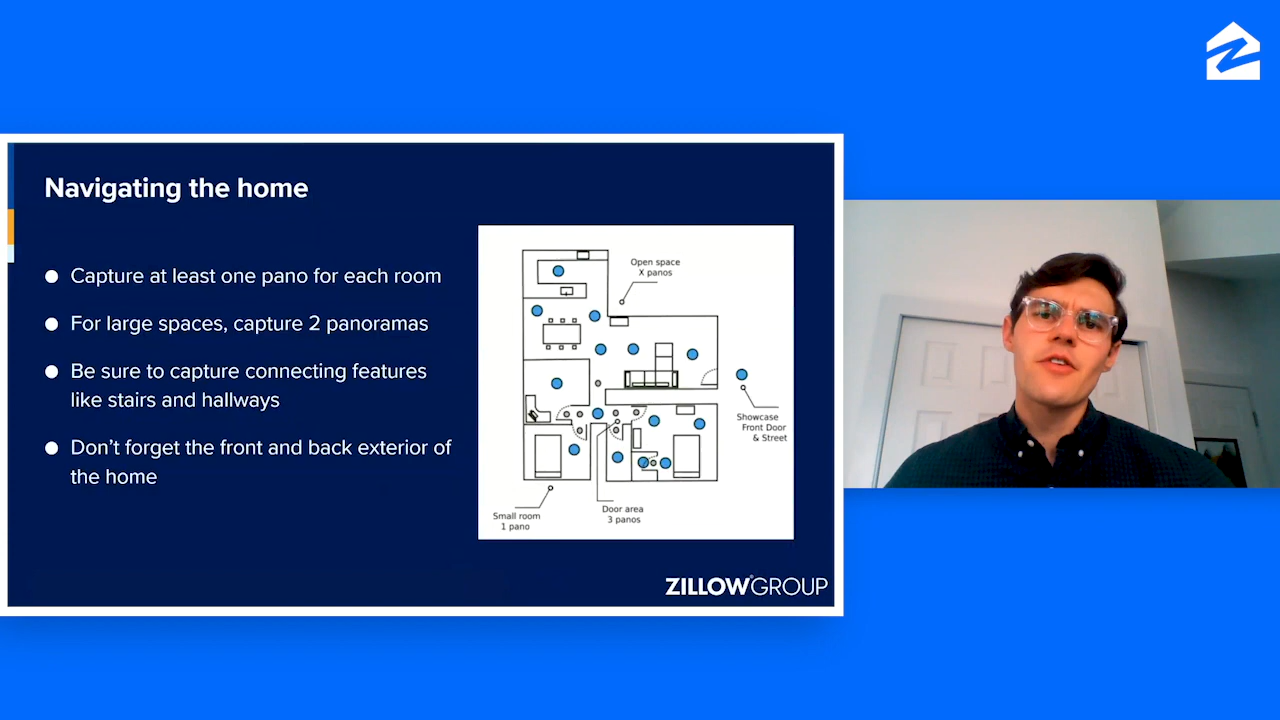 Navigating the home
Capture at least one pano for each room
For large spaces, capture 2 panoramas
Be sure to capture connecting features
like stairs and hallways
Don’t forget the front and back exterior of
the home
Open space
X panos
Showcase
Front Door
& Street
Small room
1 pano
Door area
3 panos
ZILLOW GROUP